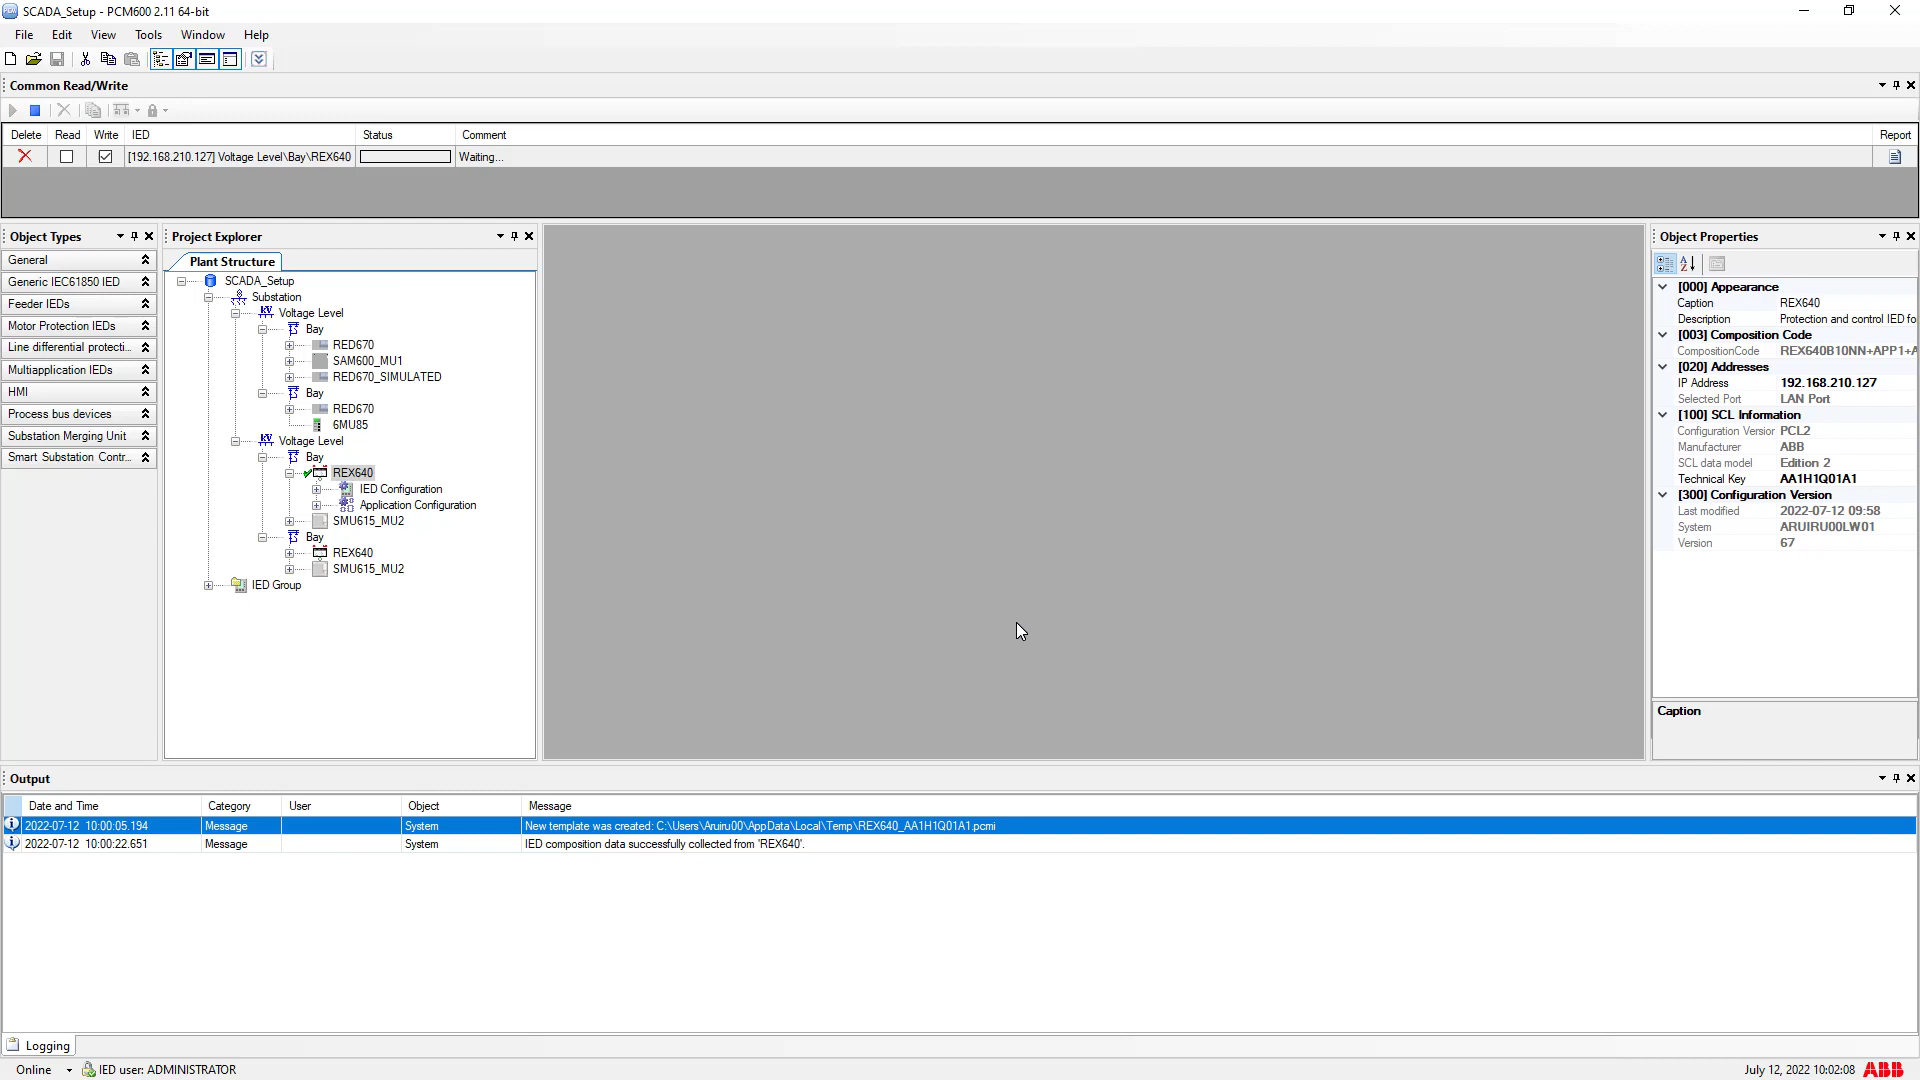 SCADA_Setup - PCM600 2.11 64-bit
File Edit View Tools Window Help
Common Read/Write
Delete Read Write IED Status Comment Report
[192.168.210.127] Voltage Level\Bay\REX640 Waiting...
Object Types
General
Generic IEC61850 IED
Feeder IEDs
Motor Protection IEDs
Line differential protecti...
Multiapplication IEDs
HMI
Process bus devices
Substation Merging Unit
Smart Substation Contr...
Project Explorer
Plant Structure
SCADA_Setup
Substation
Voltage Level
Bay
RED670
SAM600_MU1
RED670_SIMULATED
Bay
RED670
6MU85
Voltage Level
Bay
REX640
IED Configuration
Application Configuration
SMU615_MU2
Bay
REX640
SMU615_MU2
IED Group
Object Properties
[000] Appearance
Caption REX640
Description Protection and control IED fo
[003] Composition Code
CompositionCode REX640B10NN+APP1+A
[020] Addresses
IP Address 192.168.210.127
Selected Port LAN Port
[100] SCL Information
Configuration Version PCL2
Manufacturer ABB
SCL data model Edition 2
Technical Key AA1H1Q01A1
[300] Configuration Version
Last modified 2022-07-12 09:58
System ARUIRU00LW01
Version 67
Caption
Output
Date and Time Category User Object Message
2022-07-12 10:00:05.194 Message System New template was created: C:\Users\Aruiru00\AppData\Local\Temp\REX640_AA1H1Q01A1.pcmi
2022-07-12 10:00:22.651 Message System IED composition data successfully collected from 'REX640'.
Logging
Online IED user: ADMINISTRATOR July 12, 2022 10:02:08 ABB